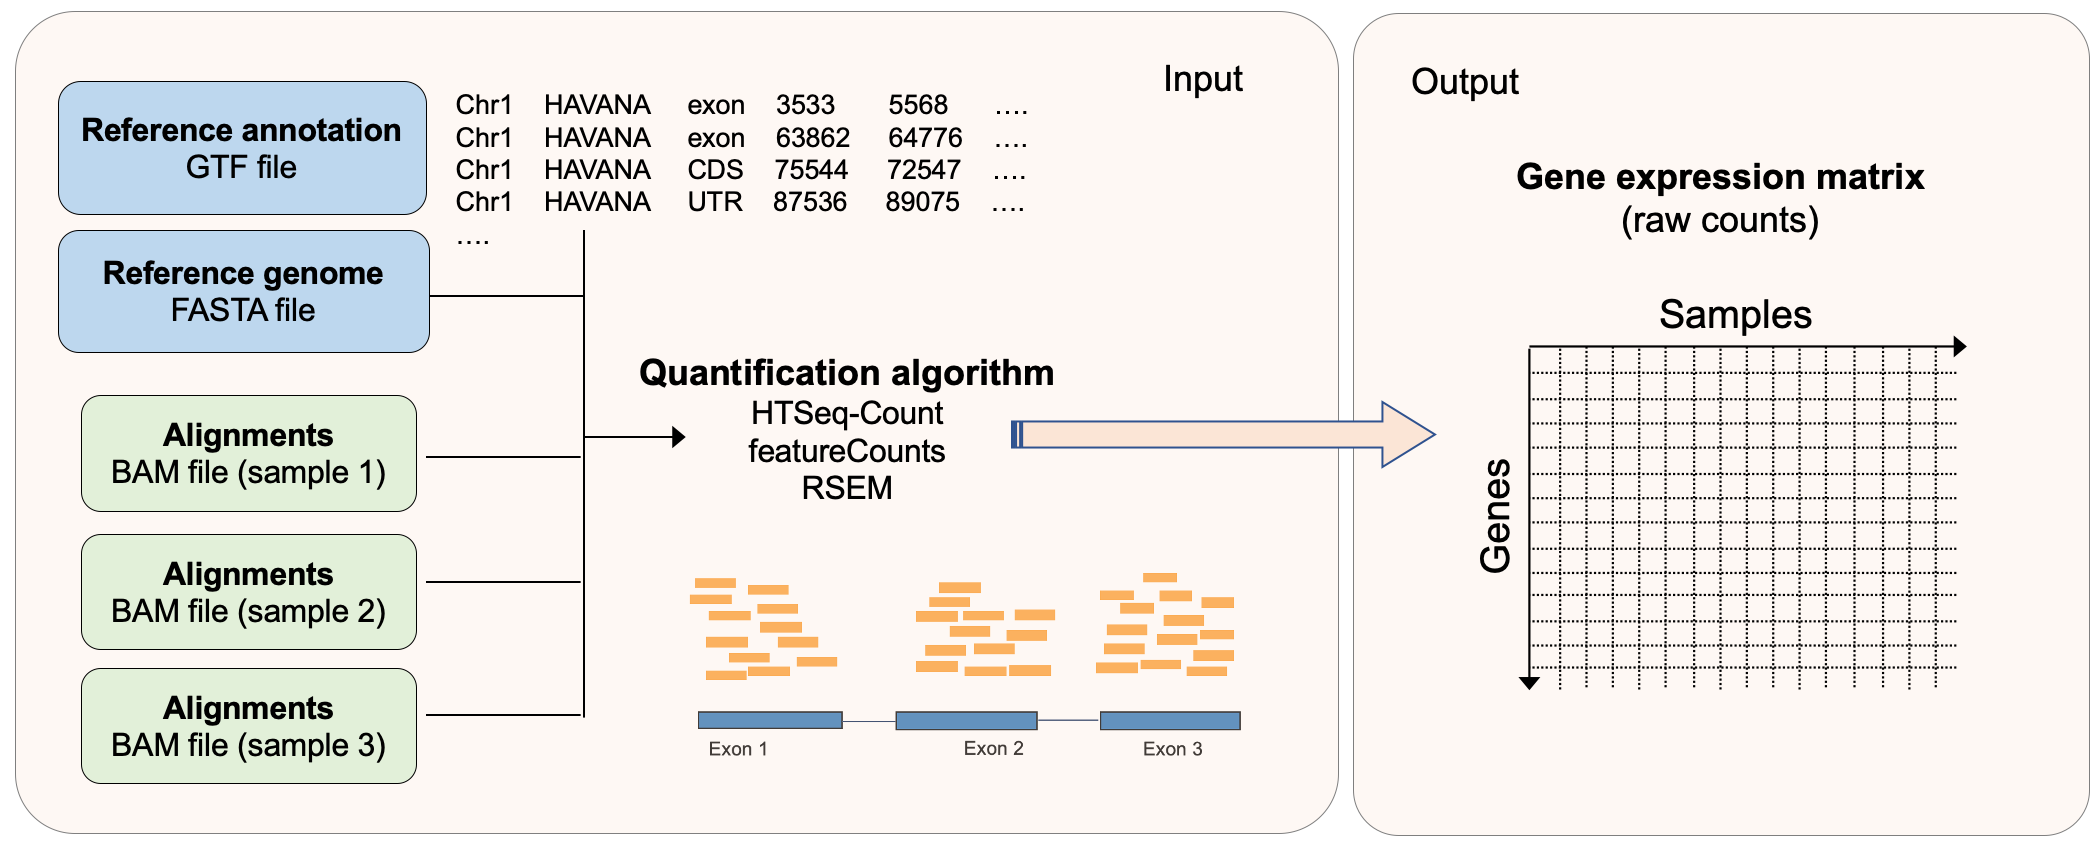 Input
Reference annotation
GTF file
Chr1 HAVANA exon 3533 5568 ....
Chr1 HAVANA exon 63862 64776 ....
Chr1 HAVANA CDS 75544 72547 ....
Chr1 HAVANA UTR 87536 89075 ....
....
Reference genome
FASTA file
Alignments
BAM file (sample 1)
Alignments
BAM file (sample 2)
Alignments
BAM file (sample 3)
Quantification algorithm
HTSeq-Count
featureCounts
RSEM
Exon 1
Exon 2
Exon 3
Output
Gene expression matrix
(raw counts)
Samples
Genes